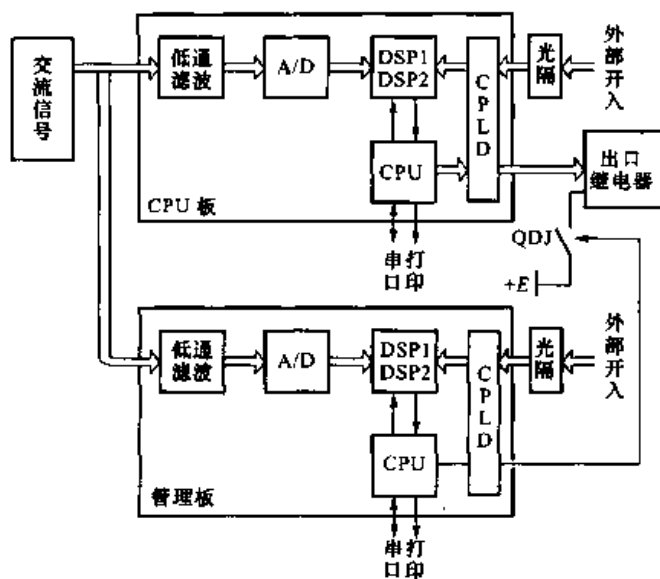 交流信号
低通
滤波
A/D
DSP1
DSP2
CPLD
光隔
外部开入
CPU
出口
继电器
CPU 板
串口
打印
QDJ
+E
低通
滤波
A/D
DSP1
DSP2
CPLD
光隔
外部开入
CPU
管理板
串口
打印